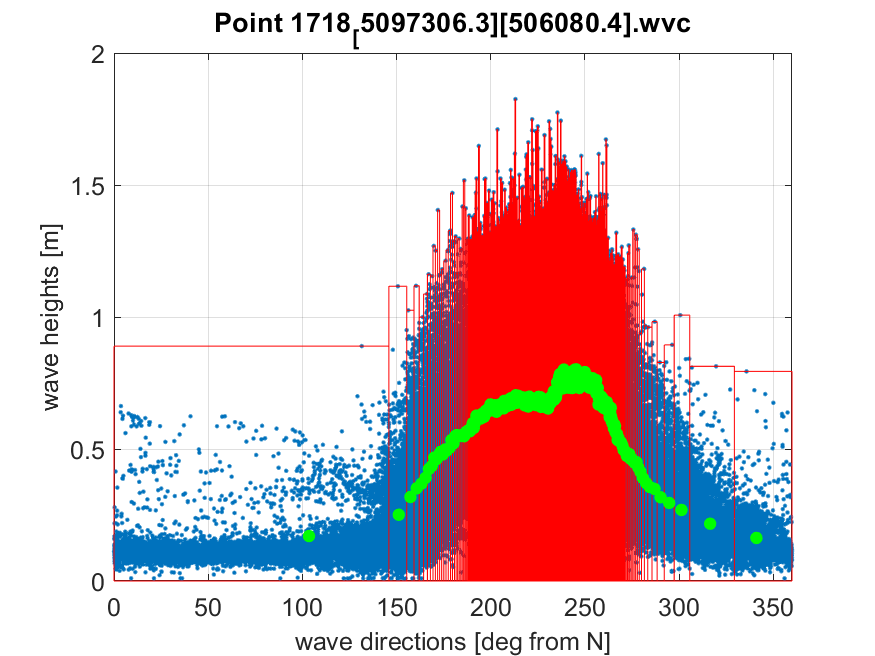 Point 1718[5097306.3][506080.4].wvc
2
1.5
1
0.5
0
wave heights [m]
0 50 100 150 200 250 300 350
wave directions [deg from N]